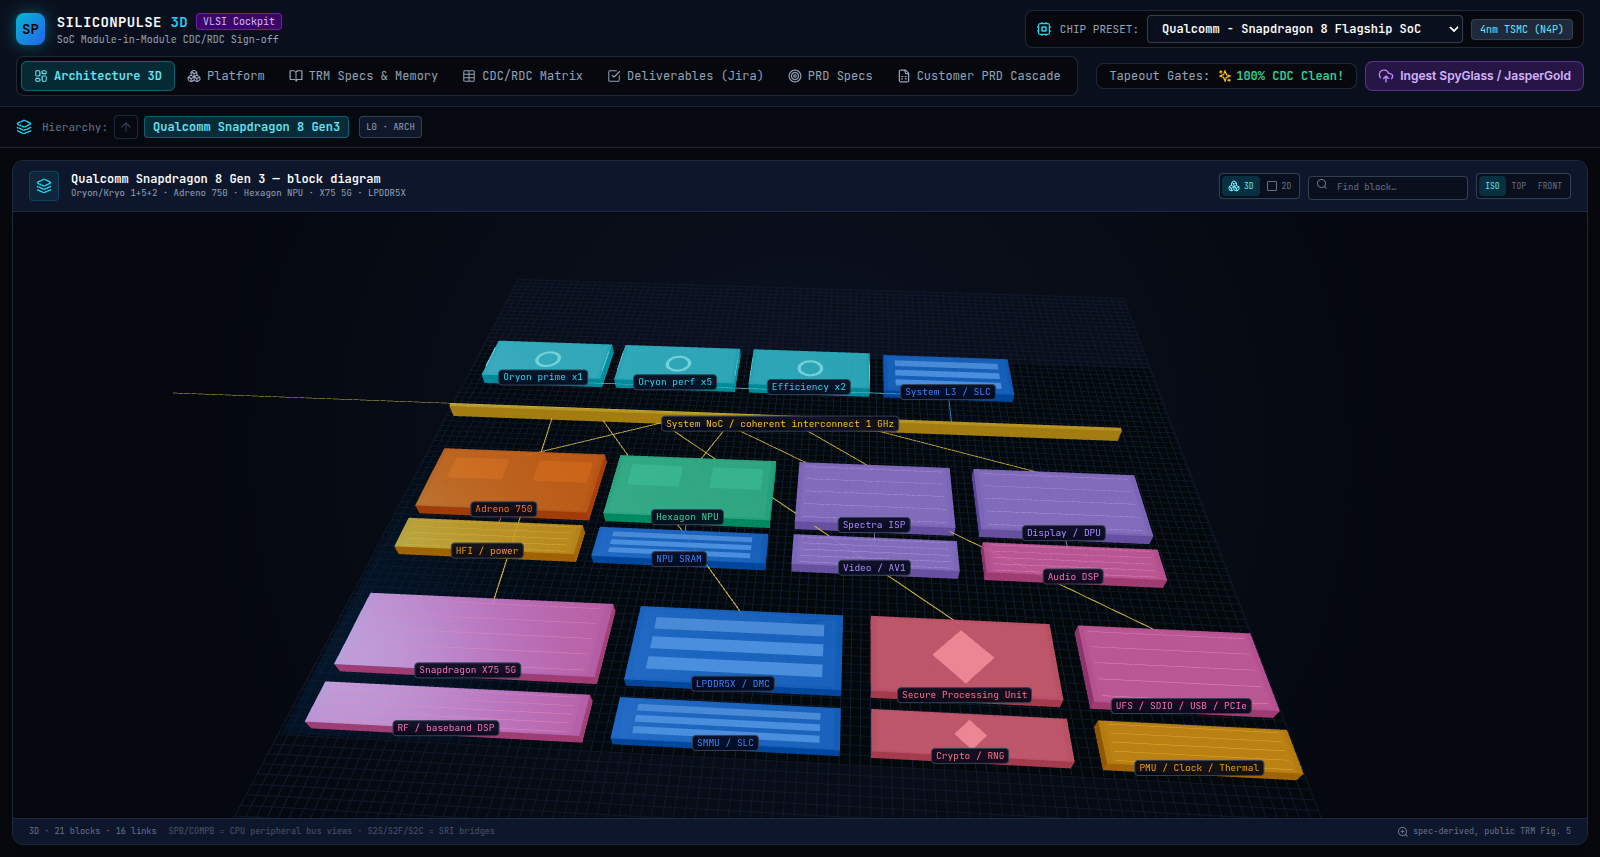 SP
SILICONPULSE 3D
VLSI Cockpit
SoC Module-in-Module CDC/RDC Sign-off
CHIP PRESET:
Qualcomm - Snapdragon 8 Flagship SoC
4nm TSMC (N4P)
Architecture 3D
Platform
TRM Specs & Memory
CDC/RDC Matrix
Deliverables (Jira)
PRD Specs
Customer PRD Cascade
Tapeout Gates: ✨ 100% CDC Clean!
Ingest SpyGlass / JasperGold
Hierarchy:
Qualcomm Snapdragon 8 Gen3
L0 · ARCH
Qualcomm Snapdragon 8 Gen 3 — block diagram
Oryon/Kryo 1+5+2 · Adreno 750 · Hexagon NPU · X75 5G · LPDDR5X
3D
2D
Find block…
ISO
TOP
FRONT
Oryon prime x1
Oryon perf x5
Efficiency x2
System L3 / SLC
System NoC / coherent interconnect 1 GHz
Adreno 750
Hexagon NPU
Spectra ISP
Display / DPU
HFI / power
NPU SRAM
Video / AV1
Audio DSP
Snapdragon X75 5G
LPDDR5X / DMC
Secure Processing Unit
UFS / SDIO / USB / PCIe
RF / baseband DSP
SMMU / SLC
Crypto / RNG
PMU / Clock / Thermal
3D · 21 blocks · 16 links
SPB/COMPB = CPU peripheral bus views · S2S/S2F/S2C = SRI bridges
spec-derived, public TRM Fig. 5